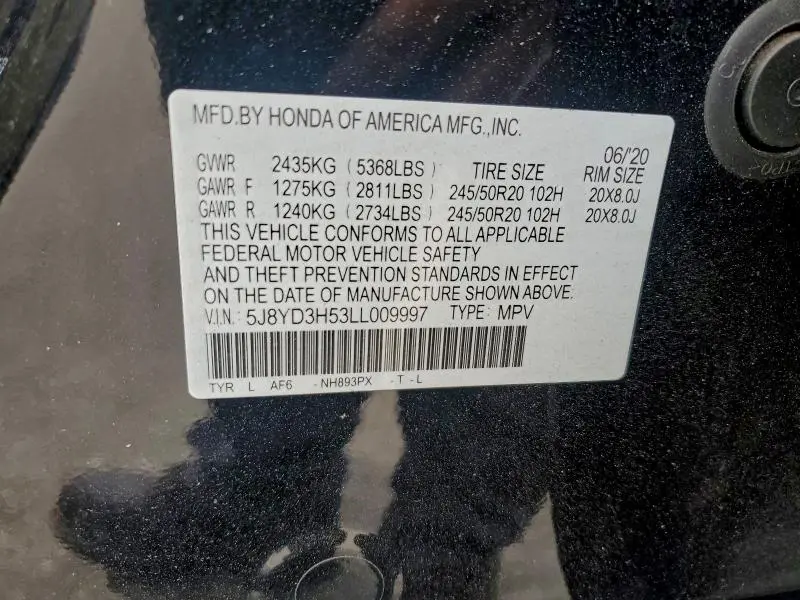 MFD.BY HONDA OF AMERICA MFG.,INC.
06/'20
GVWR 2435KG (5368LBS) TIRE SIZE RIM SIZE
GAWR F 1275KG (2811LBS) 245/50R20 102H 20X8.0J
GAWR R 1240KG (2734LBS) 245/50R20 102H 20X8.0J
THIS VEHICLE CONFORMS TO ALL APPLICABLE
FEDERAL MOTOR VEHICLE SAFETY
AND THEFT PREVENTION STANDARDS IN EFFECT
ON THE DATE OF MANUFACTURE SHOWN ABOVE.
V.I.N.: 5J8YD3H53LL009997 TYPE: MPV
TYR L AF6 -NH893PX -T-L